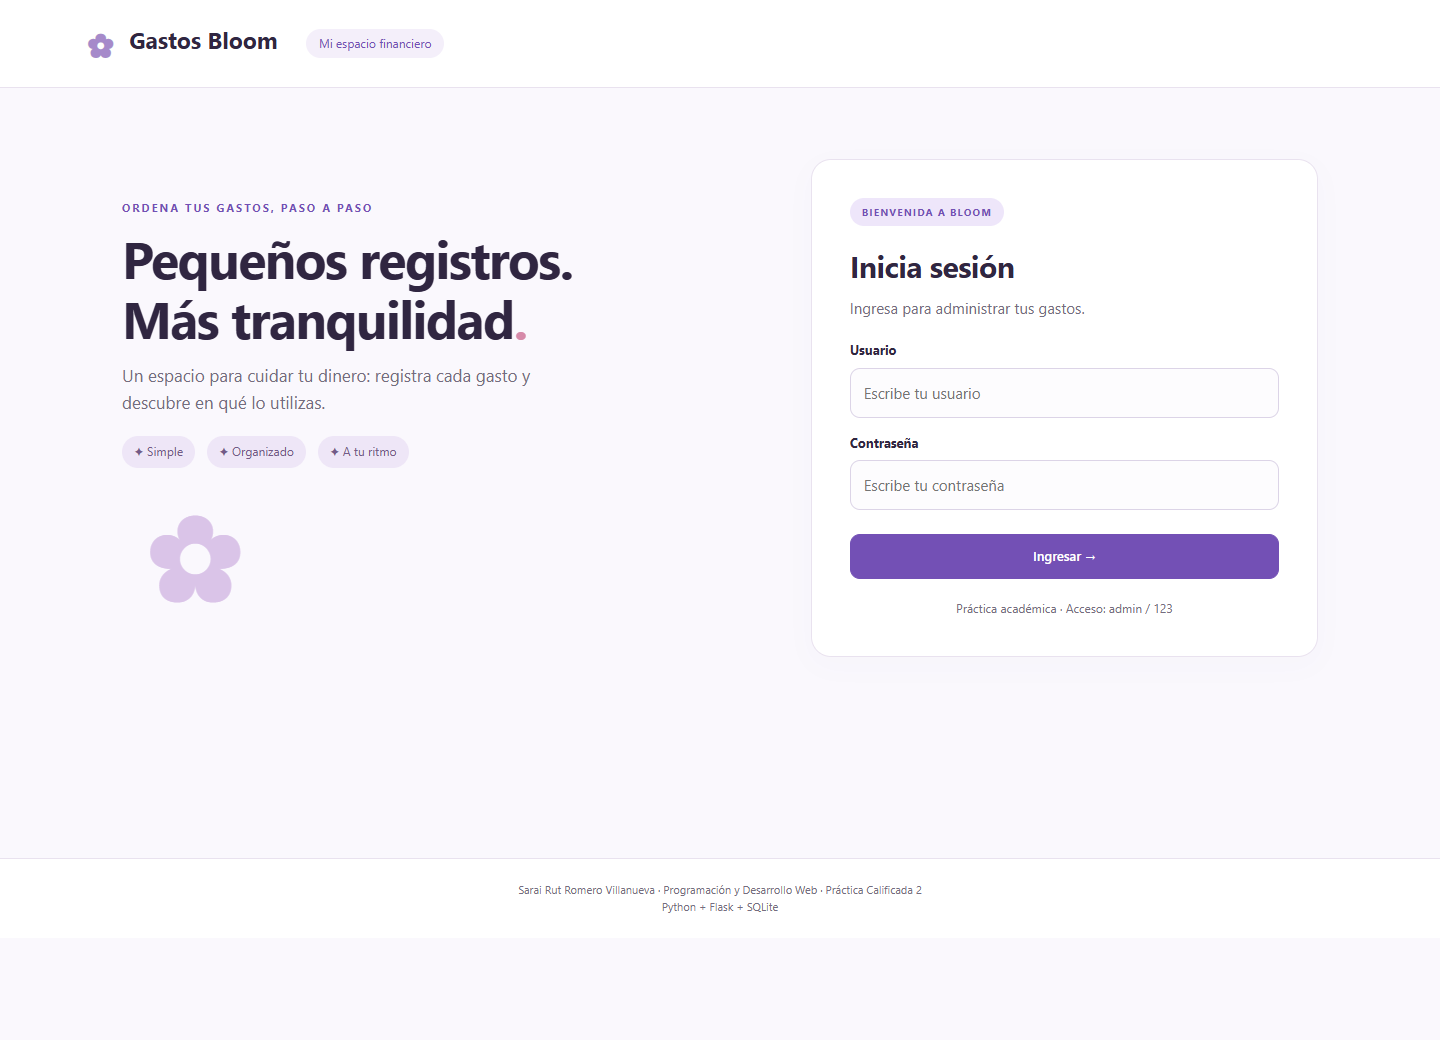 Gastos Bloom
Mi espacio financiero
ORDENA TUS GASTOS, PASO A PASO
Pequeños registros.
Más tranquilidad.
Un espacio para cuidar tu dinero: registra cada gasto y
descubre en qué lo utilizas.
✦ Simple
✦ Organizado
✦ A tu ritmo
BIENVENIDA A BLOOM
Inicia sesión
Ingresa para administrar tus gastos.
Usuario
Escribe tu usuario
Contraseña
Escribe tu contraseña
Ingresar →
Práctica académica · Acceso: admin / 123
Sarai Rut Romero Villanueva · Programación y Desarrollo Web · Práctica Calificada 2
Python + Flask + SQLite